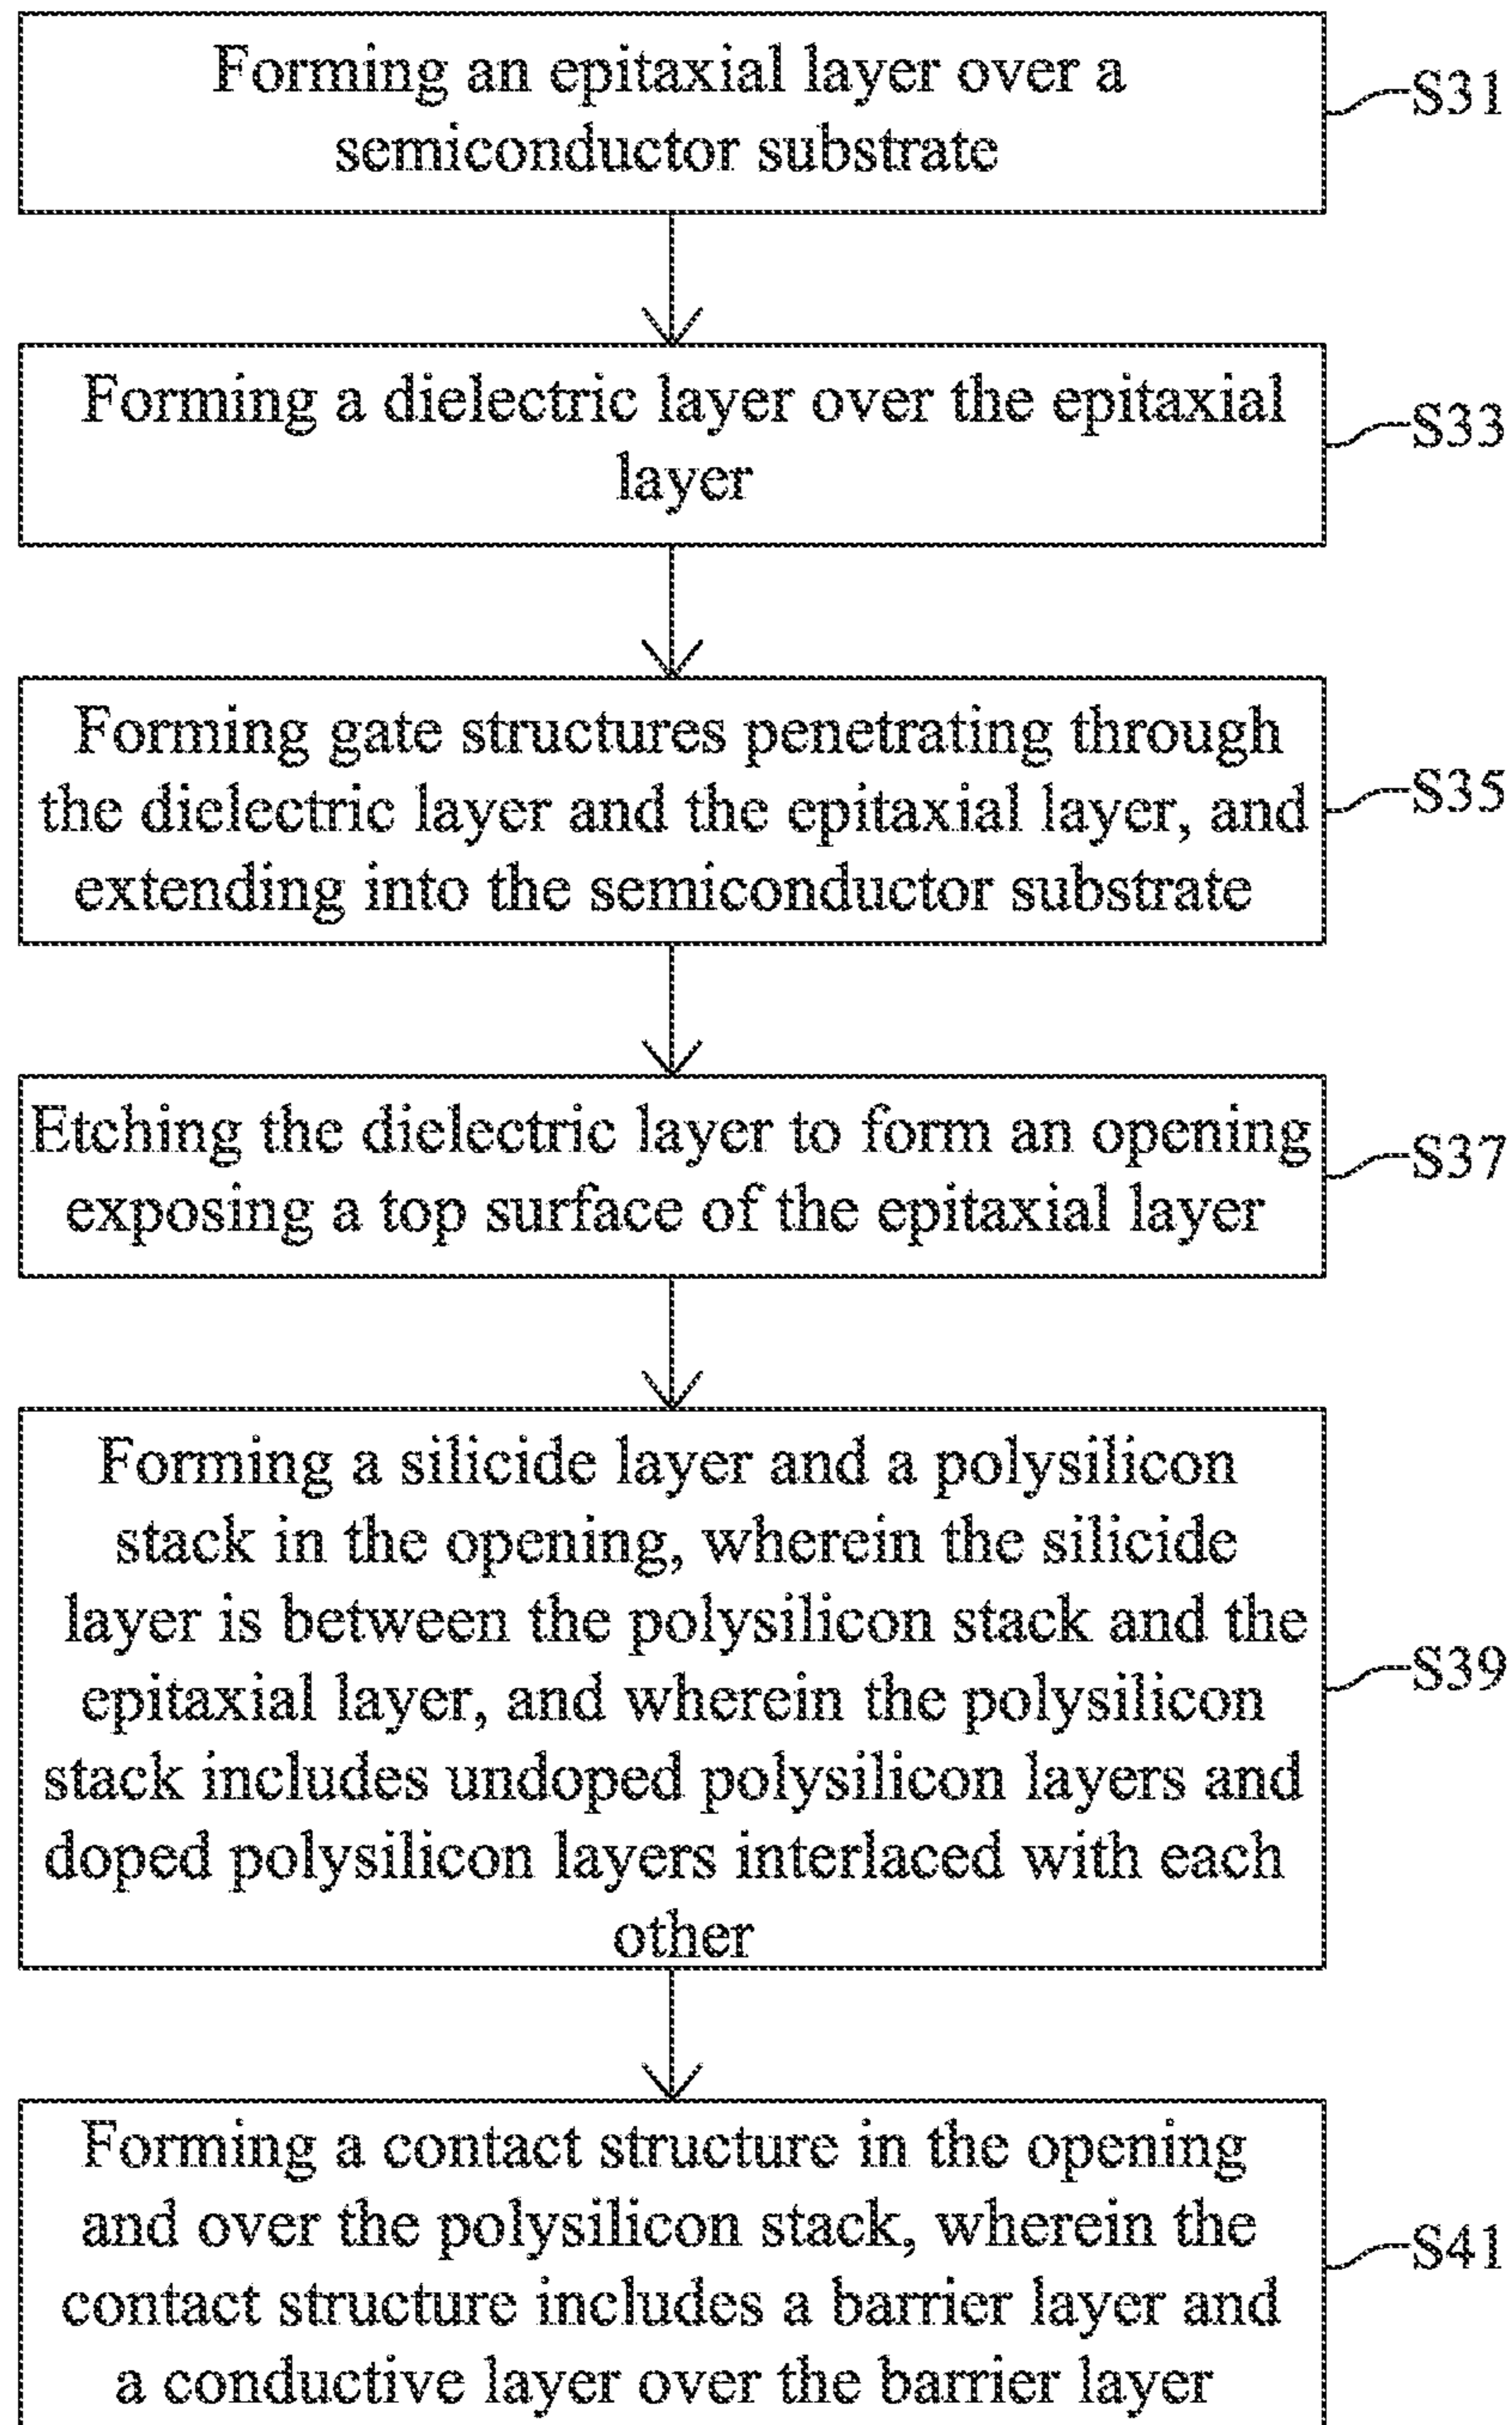 Forming an epitaxial layer over a
semiconductor substrate
S31
Forming a dielectric layer over the epitaxial
layer
S33
Forming gate structures penetrating through
the dielectric layer and the epitaxial layer, and
extending into the semiconductor substrate
S35
Etching the dielectric layer to form an opening
exposing a top surface of the epitaxial layer
S37
Forming a silicide layer and a polysilicon
stack in the opening, wherein the silicide
layer is between the polysilicon stack and the
epitaxial layer, and wherein the polysilicon
stack includes undoped polysilicon layers and
doped polysilicon layers interlaced with each
other
S39
Forming a contact structure in the opening
and over the polysilicon stack, wherein the
contact structure includes a barrier layer and
a conductive layer over the barrier layer
S41